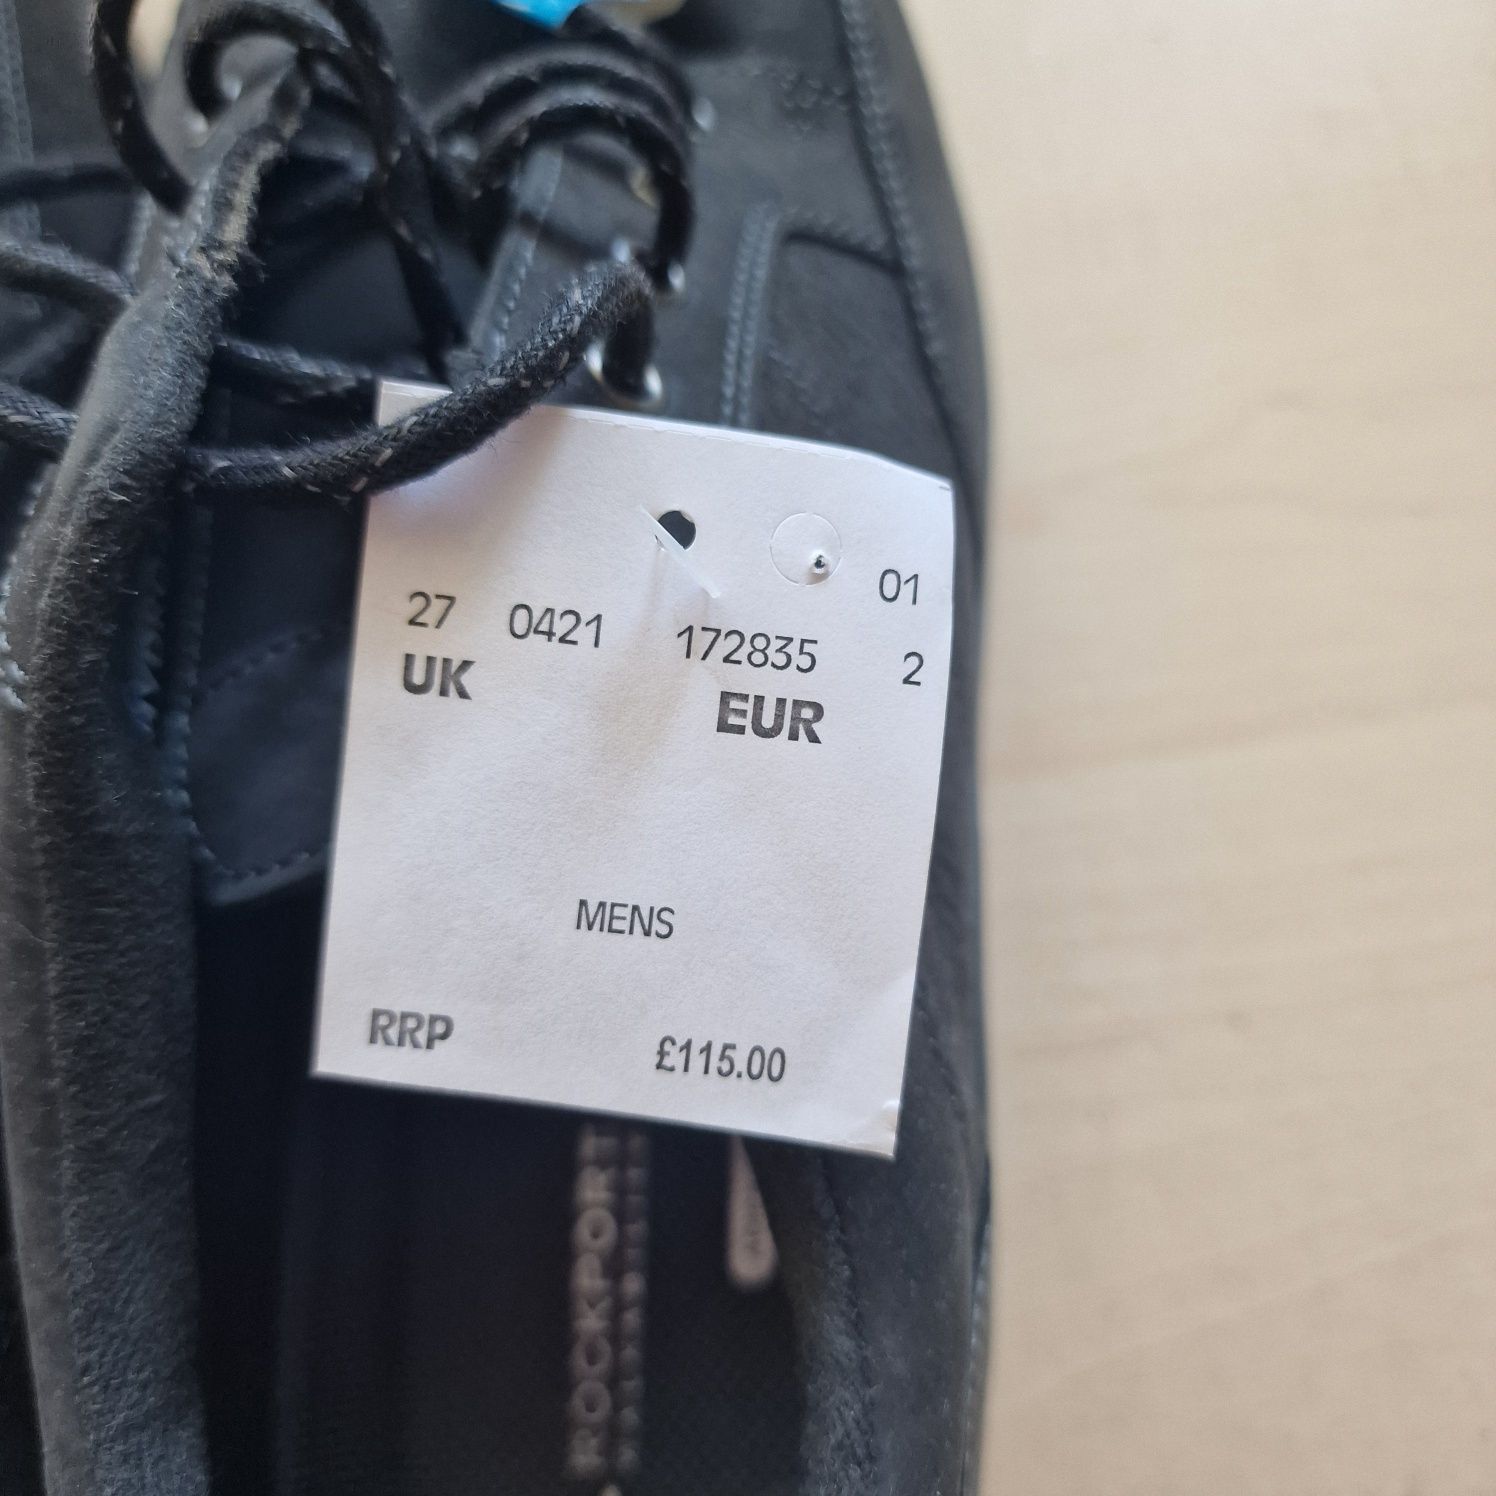 01
27 0421 172835 2
UK EUR
MENS
RRP £115.00
ROCKPORT